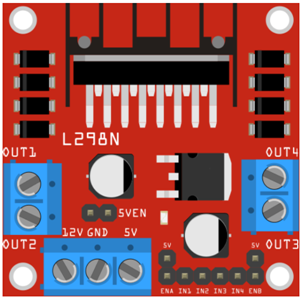 L298N
OUT1
OUT4
5VEN
12V GND 5V
OUT2
OUT3
5V
5V
ENA IN1 IN2 IN3 IN4 ENB